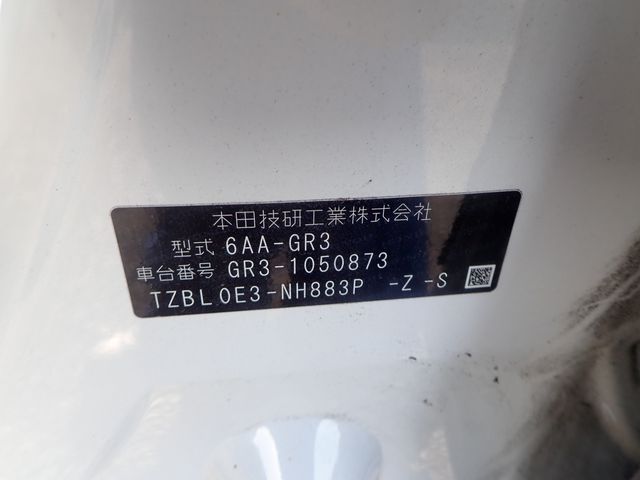 本田技研工業株式会社
型式 6AA-GR3
車台番号 GR3-1050873
TZBL0E3-NH883P -Z -S